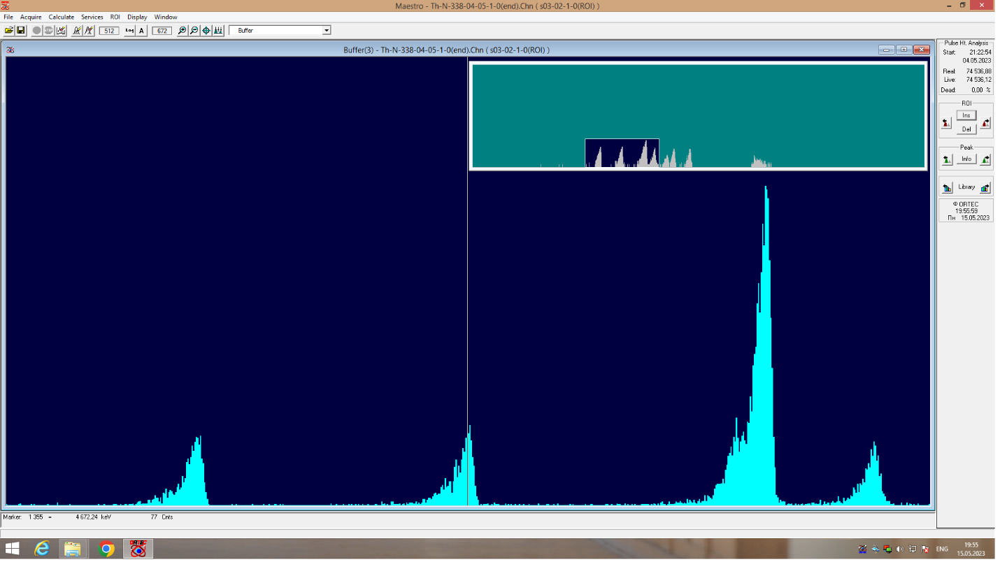 Maestro - Th-N-338-04-05-1-0(end).Chn ( s03-02-1-0(ROI) )
File Acquire Calculate Services ROI Display Window
512 Log A 672 Buffer
Buffer(3) - Th-N-338-04-05-1-0(end).Chn ( s03-02-1-0(ROI) )
Pulse Ht. Analysis
Start: 21:22:54
04.05.2023
Real: 74 536,88
Live: 74 536,12
Dead: 0,00 %
ROI
Ins
Del
Peak
Info
Library
© ORTEC
19:55:59
Пн 15.05.2023
Marker: 1 355 = 4 672,24 keV 77 Cnts
ORTEC
ENG
19:55
15.05.2023